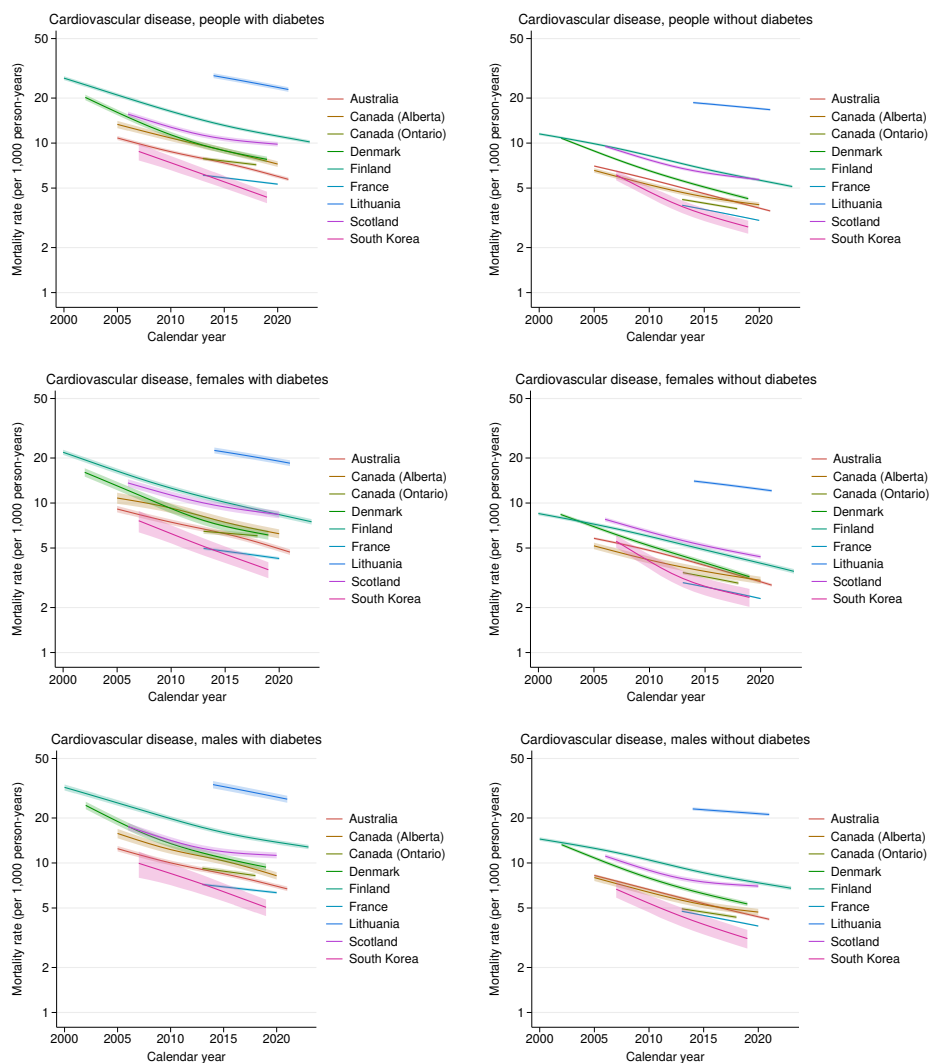 Cardiovascular disease, people with diabetes
Mortality rate (per 1,000 person-years)
50
20
10
5
2
1
2000 2005 2010 2015 2020
Calendar year
Australia
Canada (Alberta)
Canada (Ontario)
Denmark
Finland
France
Lithuania
Scotland
South Korea
Cardiovascular disease, people without diabetes
Mortality rate (per 1,000 person-years)
50
20
10
5
2
1
2000 2005 2010 2015 2020
Calendar year
Australia
Canada (Alberta)
Canada (Ontario)
Denmark
Finland
France
Lithuania
Scotland
South Korea
Cardiovascular disease, females with diabetes
Mortality rate (per 1,000 person-years)
50
20
10
5
2
1
2000 2005 2010 2015 2020
Calendar year
Australia
Canada (Alberta)
Canada (Ontario)
Denmark
Finland
France
Lithuania
Scotland
South Korea
Cardiovascular disease, females without diabetes
Mortality rate (per 1,000 person-years)
50
20
10
5
2
1
2000 2005 2010 2015 2020
Calendar year
Australia
Canada (Alberta)
Canada (Ontario)
Denmark
Finland
France
Lithuania
Scotland
South Korea
Cardiovascular disease, males with diabetes
Mortality rate (per 1,000 person-years)
50
20
10
5
2
1
2000 2005 2010 2015 2020
Calendar year
Australia
Canada (Alberta)
Canada (Ontario)
Denmark
Finland
France
Lithuania
Scotland
South Korea
Cardiovascular disease, males without diabetes
Mortality rate (per 1,000 person-years)
50
20
10
5
2
1
2000 2005 2010 2015 2020
Calendar year
Australia
Canada (Alberta)
Canada (Ontario)
Denmark
Finland
France
Lithuania
Scotland
South Korea